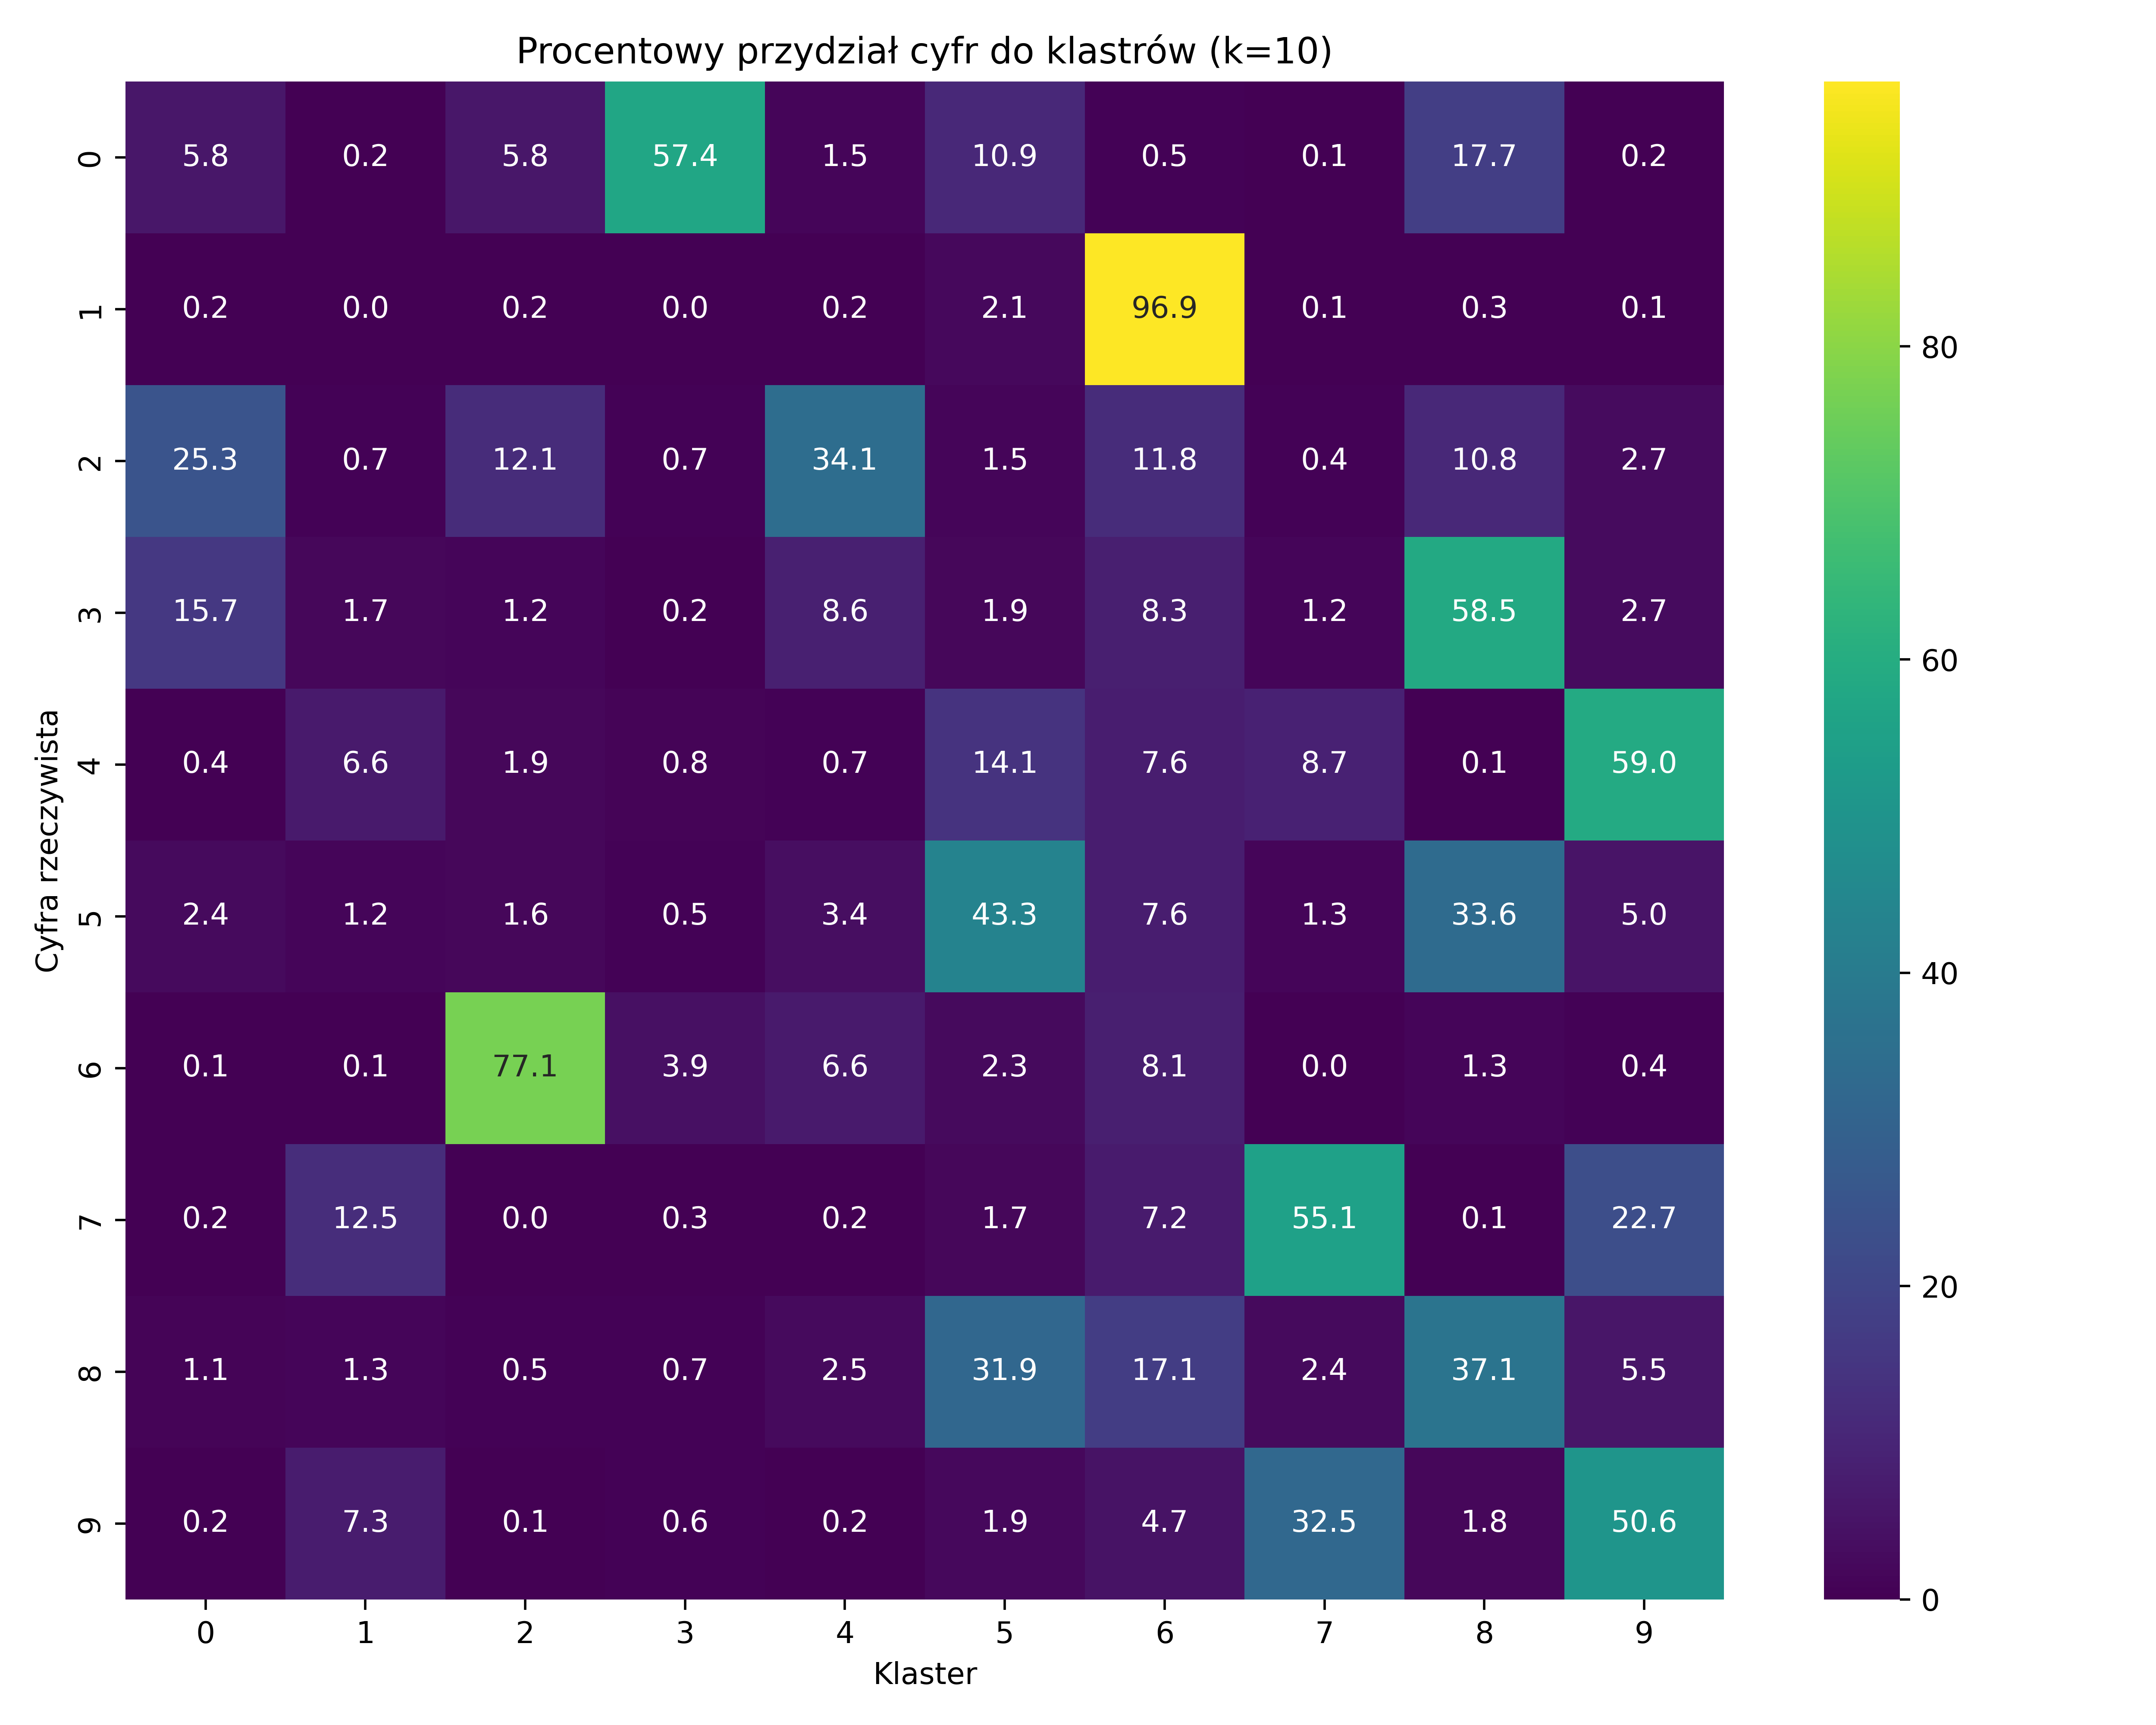 Procentowy przydział cyfr do klastrów (k=10)
0 5.8 0.2 5.8 57.4 1.5 10.9 0.5 0.1 17.7 0.2
1 0.2 0.0 0.2 0.0 0.2 2.1 96.9 0.1 0.3 0.1
2 25.3 0.7 12.1 0.7 34.1 1.5 11.8 0.4 10.8 2.7
3 15.7 1.7 1.2 0.2 8.6 1.9 8.3 1.2 58.5 2.7
4 0.4 6.6 1.9 0.8 0.7 14.1 7.6 8.7 0.1 59.0
5 2.4 1.2 1.6 0.5 3.4 43.3 7.6 1.3 33.6 5.0
6 0.1 0.1 77.1 3.9 6.6 2.3 8.1 0.0 1.3 0.4
7 0.2 12.5 0.0 0.3 0.2 1.7 7.2 55.1 0.1 22.7
8 1.1 1.3 0.5 0.7 2.5 31.9 17.1 2.4 37.1 5.5
9 0.2 7.3 0.1 0.6 0.2 1.9 4.7 32.5 1.8 50.6
0 1 2 3 4 5 6 7 8 9
Klaster
Cyfra rzeczywista
80
60
40
20
0